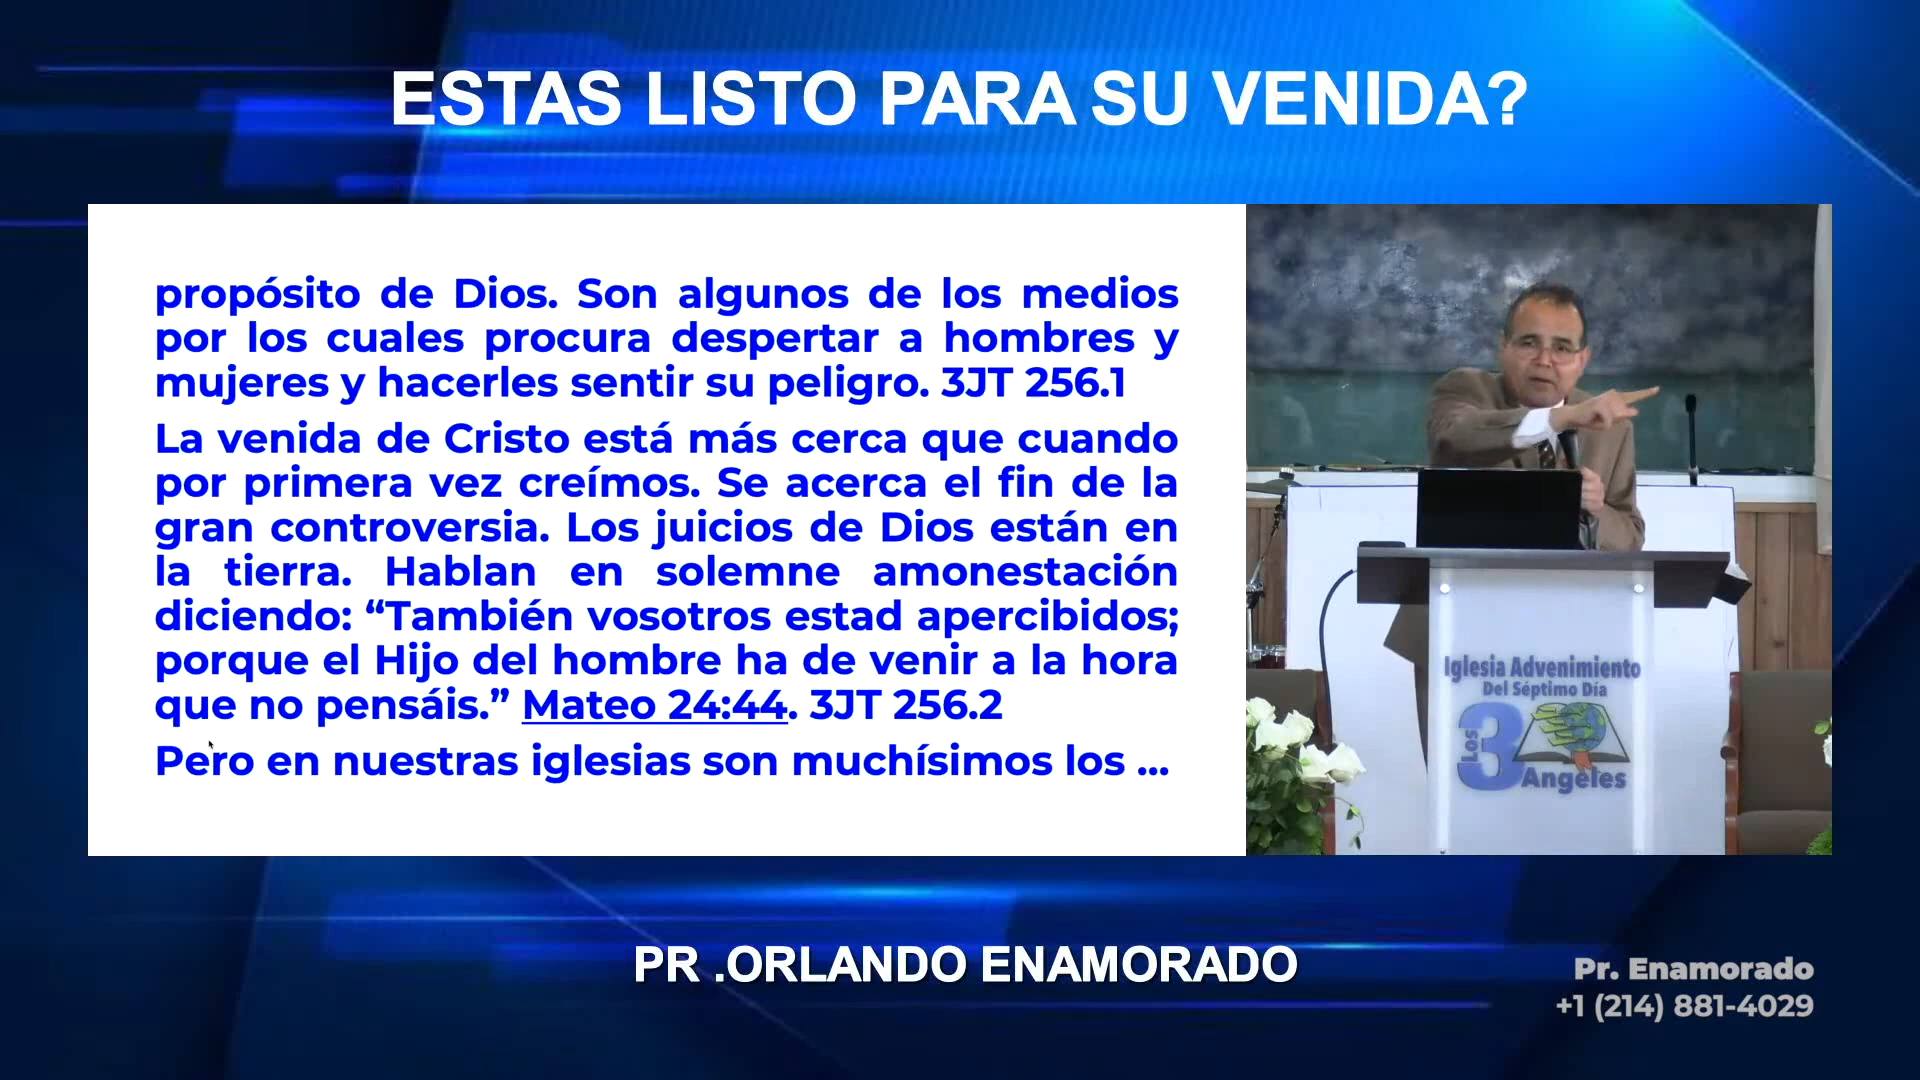 ESTAS LISTO PARA SU VENIDA?
propósito de Dios. Son algunos de los medios
por los cuales procura despertar a hombres y
mujeres y hacerles sentir su peligro. 3JT 256.1
La venida de Cristo está más cerca que cuando
por primera vez creímos. Se acerca el fin de la
gran controversia. Los juicios de Dios están en
la tierra. Hablan en solemne amonestación
diciendo: “También vosotros estad apercibidos;
porque el Hijo del hombre ha de venir a la hora
que no pensáis.” Mateo 24:44. 3JT 256.2
Pero en nuestras iglesias son muchísimos los ...
Iglesia Advenimiento
Del Séptimo Día
Los 3
Angeles
PR .ORLANDO ENAMORADO
Pr. Enamorado
+1 (214) 881-4029